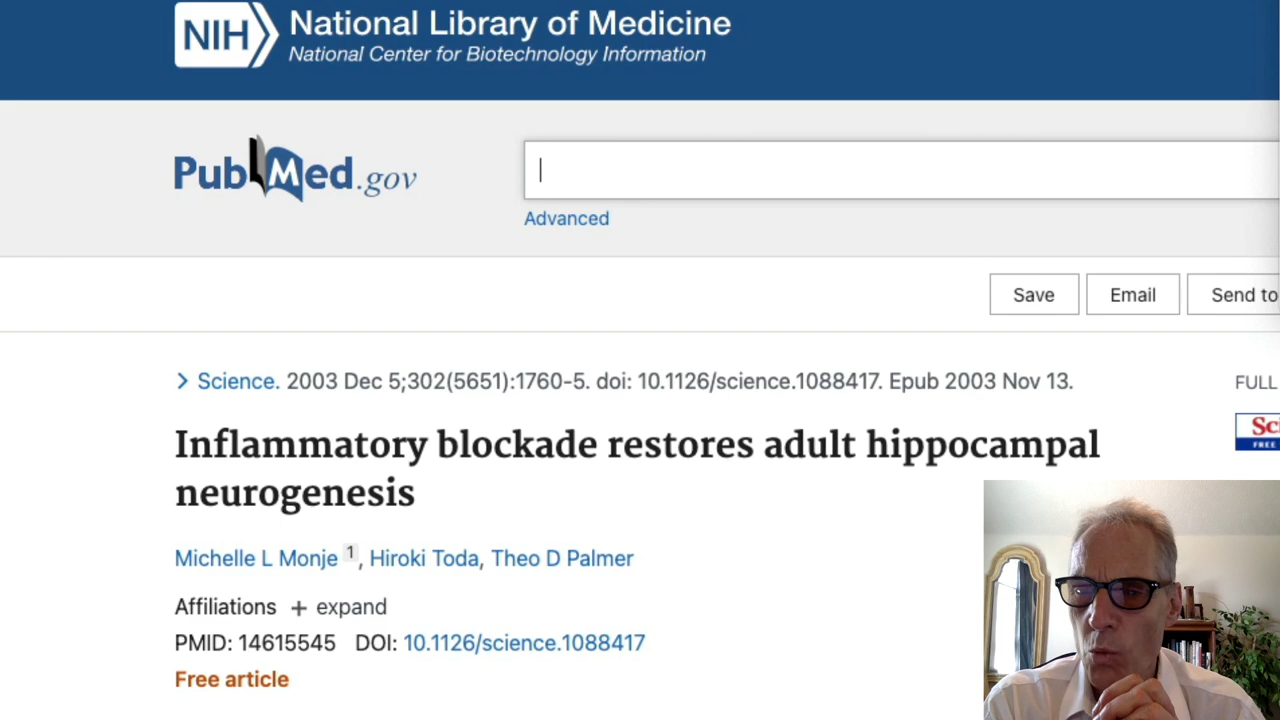 NIH National Library of Medicine
National Center for Biotechnology Information
PubMed.gov
Advanced
Save Email Send to
Science. 2003 Dec 5;302(5651):1760-5. doi: 10.1126/science.1088417. Epub 2003 Nov 13.
FULL
Inflammatory blockade restores adult hippocampal
neurogenesis
Sci
FREE
Michelle L Monje 1, Hiroki Toda, Theo D Palmer
Affiliations + expand
PMID: 14615545 DOI: 10.1126/science.1088417
Free article